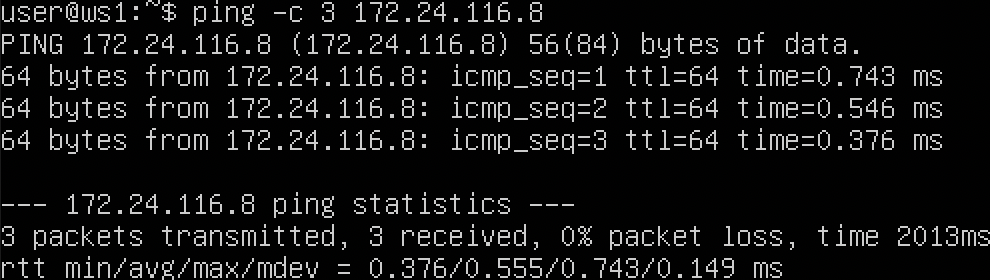 user@ws1:~$ ping -c 3 172.24.116.8
PING 172.24.116.8 (172.24.116.8) 56(84) bytes of data.
64 bytes from 172.24.116.8: icmp_seq=1 ttl=64 time=0.743 ms
64 bytes from 172.24.116.8: icmp_seq=2 ttl=64 time=0.546 ms
64 bytes from 172.24.116.8: icmp_seq=3 ttl=64 time=0.376 ms

--- 172.24.116.8 ping statistics ---
3 packets transmitted, 3 received, 0% packet loss, time 2013ms
rtt min/avg/max/mdev = 0.376/0.555/0.743/0.149 ms